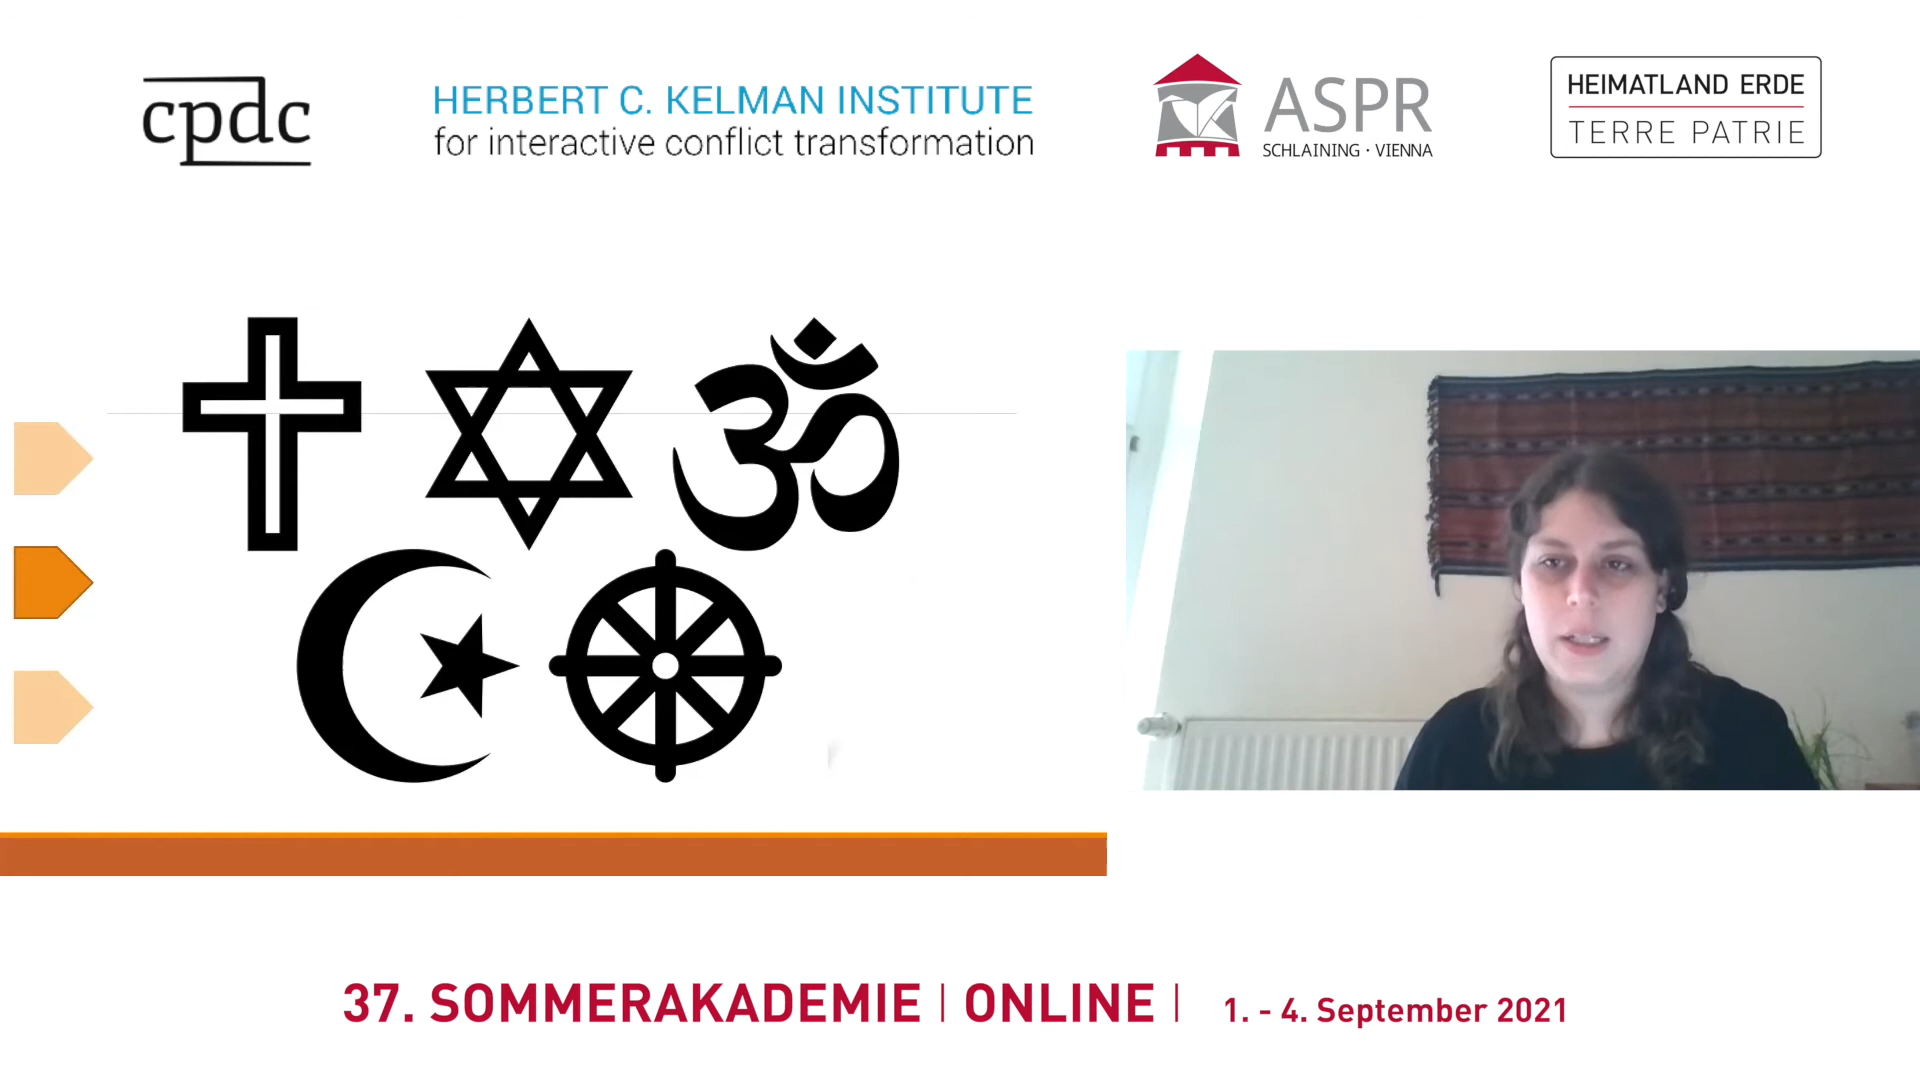 cpdc
HERBERT C. KELMAN INSTITUTE
for interactive conflict transformation
ASPR
SCHLAINING · VIENNA
HEIMATLAND ERDE
TERRE PATRIE
ॐ
37. SOMMERAKADEMIE | ONLINE | 1. - 4. September 2021